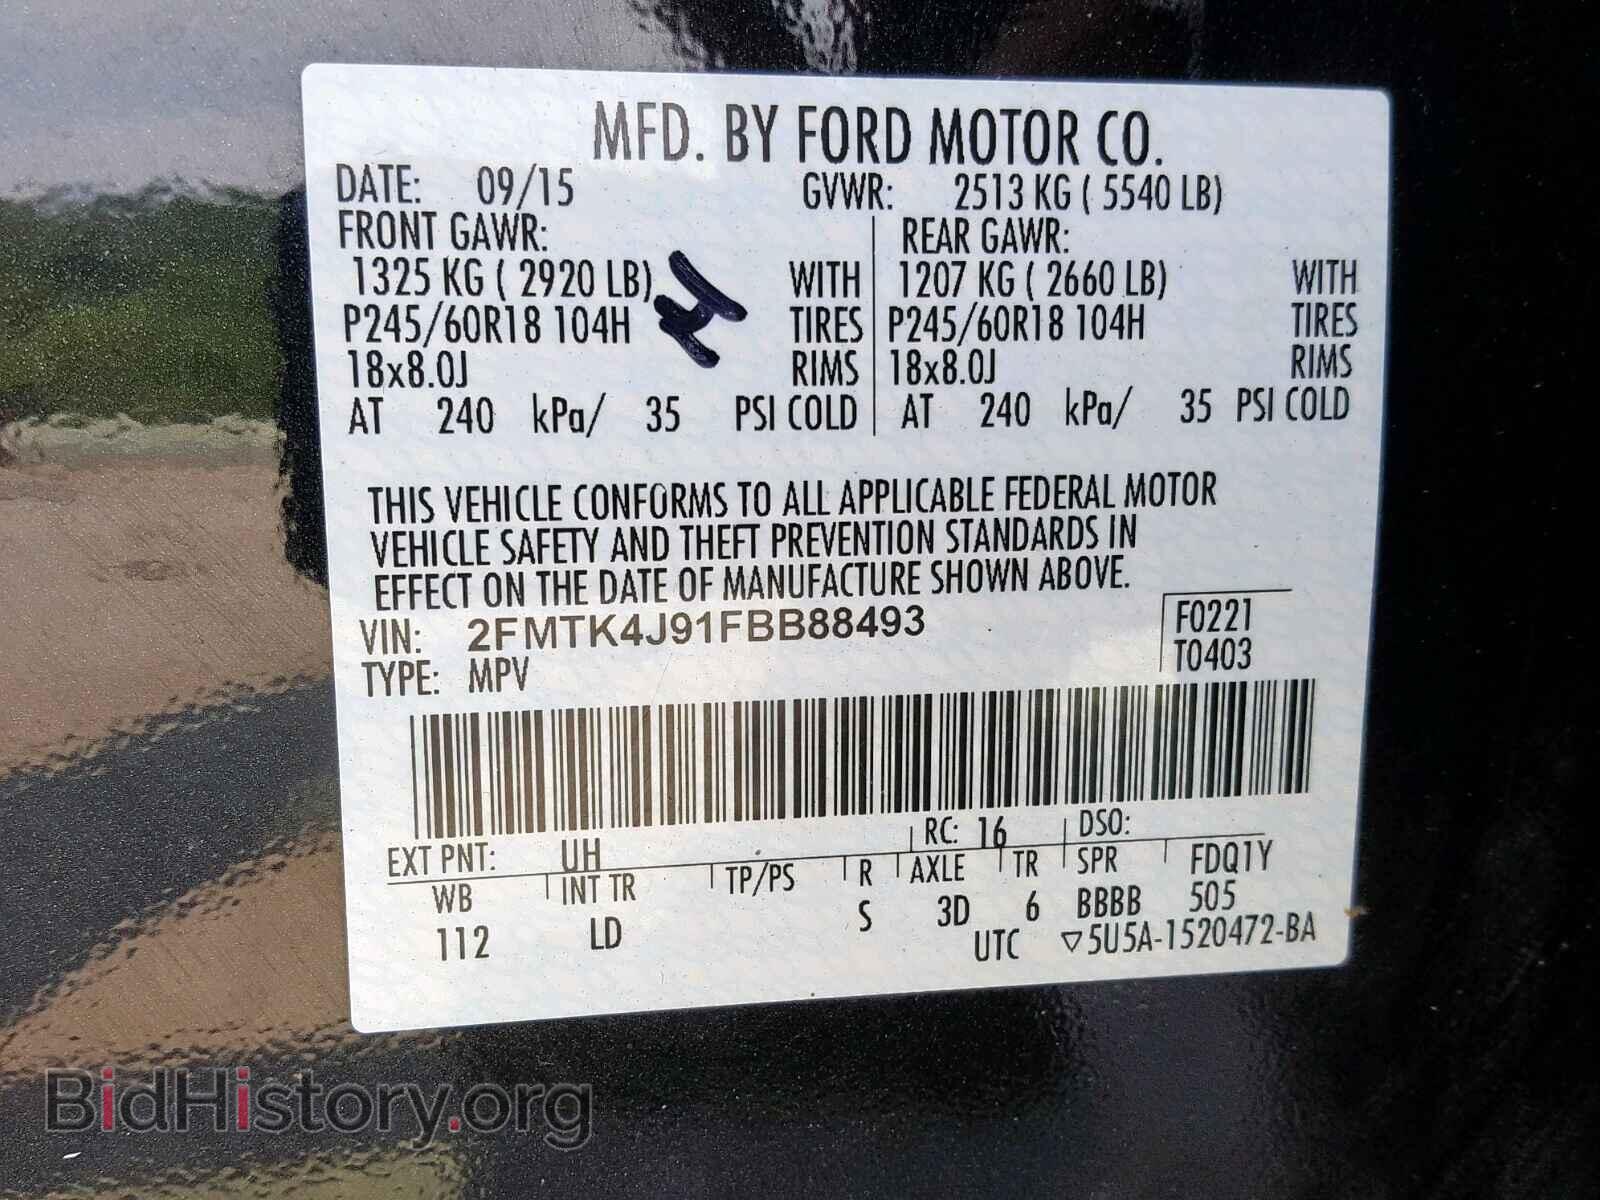 MFD. BY FORD MOTOR CO.
DATE: 09/15 GVWR: 2513 KG ( 5540 LB)
FRONT GAWR: REAR GAWR:
1325 KG ( 2920 LB) WITH 1207 KG ( 2660 LB) WITH
P245/60R18 104H TIRES P245/60R18 104H TIRES
18x8.0J RIMS 18x8.0J RIMS
AT 240 kPa/ 35 PSI COLD AT 240 kPa/ 35 PSI COLD
THIS VEHICLE CONFORMS TO ALL APPLICABLE FEDERAL MOTOR
VEHICLE SAFETY AND THEFT PREVENTION STANDARDS IN
EFFECT ON THE DATE OF MANUFACTURE SHOWN ABOVE.
VIN: 2FMTK4J91FBB88493 F0221
TYPE: MPV T0403
EXT PNT: UH RC: 16 DSO:
WB INT TR TP/PS R AXLE TR SPR FDQ1Y
112 LD S 3D 6 BBBB 505
UTC ▽5U5A-1520472-BA
BidHistory.org